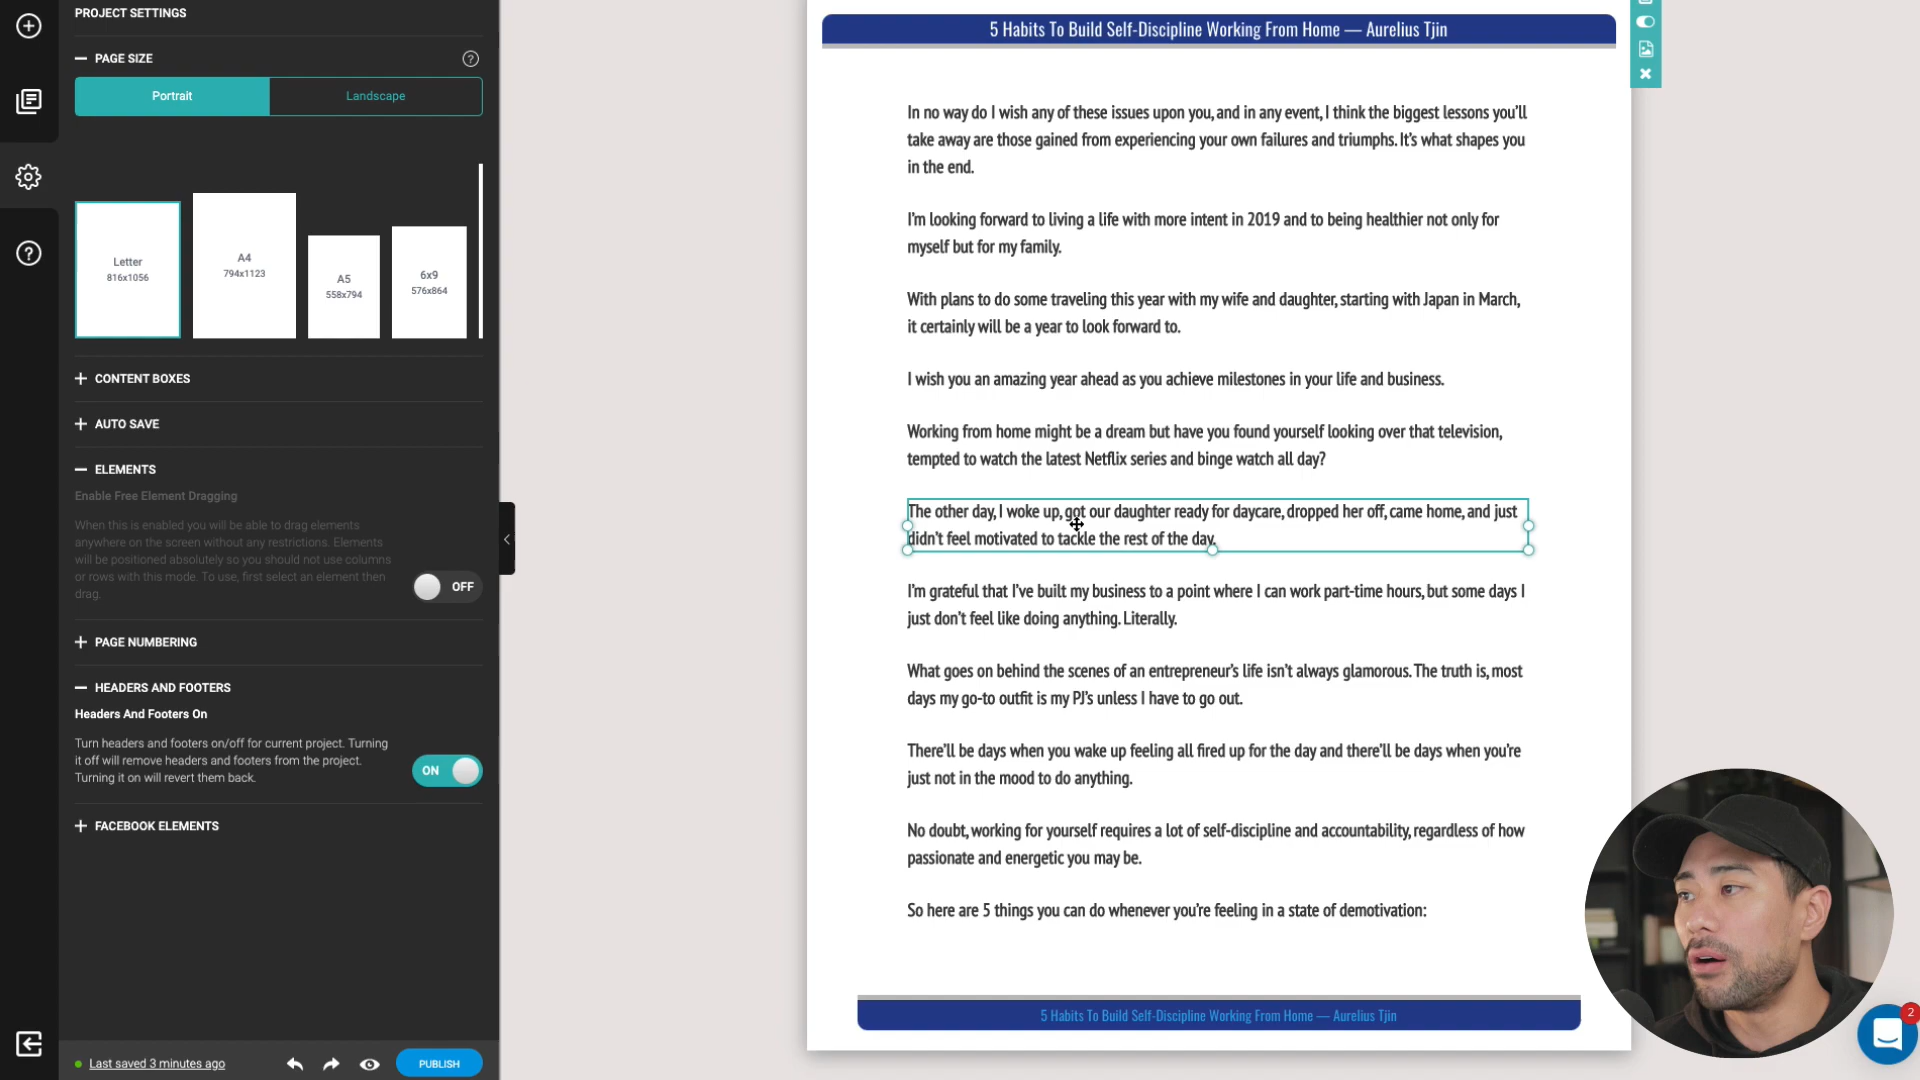 PROJECT SETTINGS
PAGE SIZE
Portrait
Landscape
Letter
816x1056
A4
794x1123
A5
558x794
6x9
576x864
CONTENT BOXES
AUTO SAVE
ELEMENTS
Enable Free Element Dragging
When this is enabled you will be able to drag elements
anywhere on the screen without any restrictions. Elements
will be positioned absolutely so you should not use columns
or rows with this mode. To use, first select an element then
drag.
OFF
PAGE NUMBERING
HEADERS AND FOOTERS
Headers And Footers On
Turn headers and footers on/off for current project. Turning
it off will remove headers and footers from the project.
Turning it on will revert them back.
ON
FACEBOOK ELEMENTS
Last saved 3 minutes ago
PUBLISH
5 Habits To Build Self-Discipline Working From Home — Aurelius Tjin
In no way do I wish any of these issues upon you, and in any event, I think the biggest lessons you’ll
take away are those gained from experiencing your own failures and triumphs. It’s what shapes you
in the end.
I’m looking forward to living a life with more intent in 2019 and to being healthier not only for
myself but for my family.
With plans to do some traveling this year with my wife and daughter, starting with Japan in March,
it certainly will be a year to look forward to.
I wish you an amazing year ahead as you achieve milestones in your life and business.
Working from home might be a dream but have you found yourself looking over that television,
tempted to watch the latest Netflix series and binge watch all day?
The other day, I woke up, got our daughter ready for daycare, dropped her off, came home, and just
didn’t feel motivated to tackle the rest of the day.
I’m grateful that I’ve built my business to a point where I can work part-time hours, but some days I
just don’t feel like doing anything. Literally.
What goes on behind the scenes of an entrepreneur’s life isn’t always glamorous. The truth is, most
days my go-to outfit is my PJ’s unless I have to go out.
There’ll be days when you wake up feeling all fired up for the day and there’ll be days when you’re
just not in the mood to do anything.
No doubt, working for yourself requires a lot of self-discipline and accountability, regardless of how
passionate and energetic you may be.
So here are 5 things you can do whenever you’re feeling in a state of demotivation:
5 Habits To Build Self-Discipline Working From Home — Aurelius Tjin
2